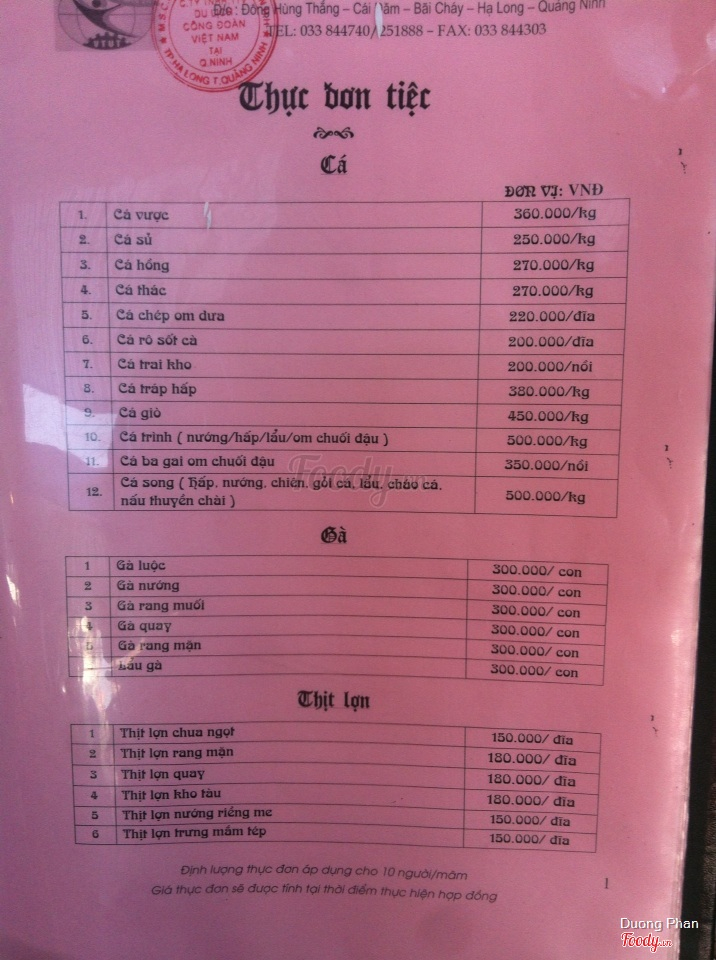 Đ/c : Đông Hùng Thắng – Cái Dăm – Bãi Cháy – Hạ Long – Quảng Ninh
TEL: 033 844740/251888 – FAX: 033 844303
DU
CÔNG ĐOÀN
VIỆT NAM
TẠI
Q.NINH
TP.HẠ LONG T.QUẢNG NINH
Thực đơn tiệc
Cá
ĐƠN VỊ: VNĐ
1. Cá vược 360.000/kg
2. Cá sủ 250.000/kg
3. Cá hồng 270.000/kg
4. Cá thác 270.000/kg
5. Cá chép om dưa 220.000/đĩa
6. Cá rô sốt cà 200.000/đĩa
7. Cá trai kho 200.000/nồi
8. Cá tráp hấp 380.000/kg
9. Cá giò 450.000/kg
10. Cá trình ( nướng/hấp/lẩu/om chuối đậu ) 500.000/kg
11. Cá ba gai om chuối đậu 350.000/nồi
12. Cá song ( Hấp, nướng, chiên, gỏi cá, lẩu, cháo cá, nấu thuyền chài ) 500.000/kg
Foody.vn
Gà
1 Gà luộc 300.000/ con
2 Gà nướng 300.000/ con
3 Gà rang muối 300.000/ con
4 Gà quay 300.000/ con
5 Gà rang mặn 300.000/ con
Lẩu gà 300.000/ con
Thịt lợn
1 Thịt lợn chua ngọt 150.000/ đĩa
2 Thịt lợn rang mặn 180.000/ đĩa
3 Thịt lợn quay 180.000/ đĩa
4 Thịt lợn kho tàu 180.000/ đĩa
5 Thịt lợn nướng riềng mẻ 150.000/ đĩa
6 Thịt lợn trưng mắm tép 150.000/ đĩa
Định lượng thực đơn áp dụng cho 10 người/mâm
Giá thực đơn sẽ được tính tại thời điểm thực hiện hợp đồng
1
Duong Phan
Foody.vn